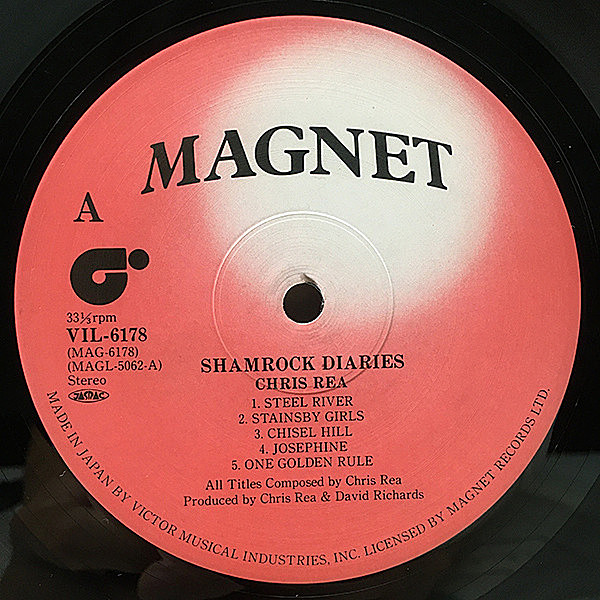 MAGNET
A
33⅓rpm
VIL-6178
(MAG-6178)
(MAGL-5062-A)
Stereo
JASRAC
SHAMROCK DIARIES
CHRIS REA
1. STEEL RIVER
2. STAINSBY GIRLS
3. CHISEL HILL
4. JOSEPHINE
5. ONE GOLDEN RULE
All Titles Composed by Chris Rea
Produced by Chris Rea & David Richards
MADE IN JAPAN BY VICTOR MUSICAL INDUSTRIES, INC. LICENSED BY MAGNET RECORDS LTD.